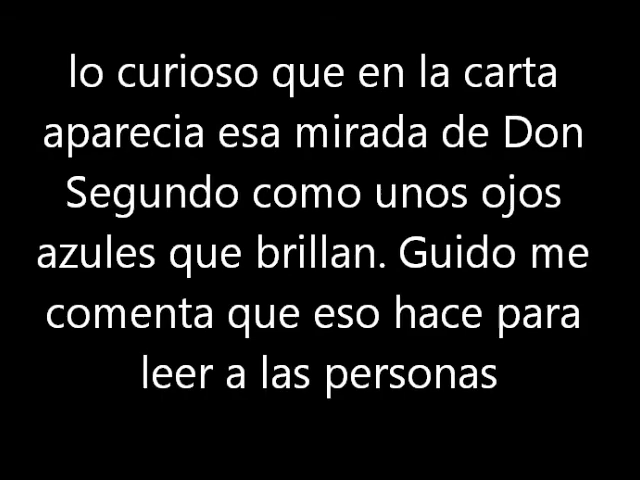 lo curioso que en la carta
aparecia esa mirada de Don
Segundo como unos ojos
azules que brillan. Guido me
comenta que eso hace para
leer a las personas